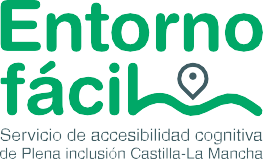 Entorno
fácil
Servicio de accesibilidad cognitiva
de Plena inclusión Castilla-La Mancha